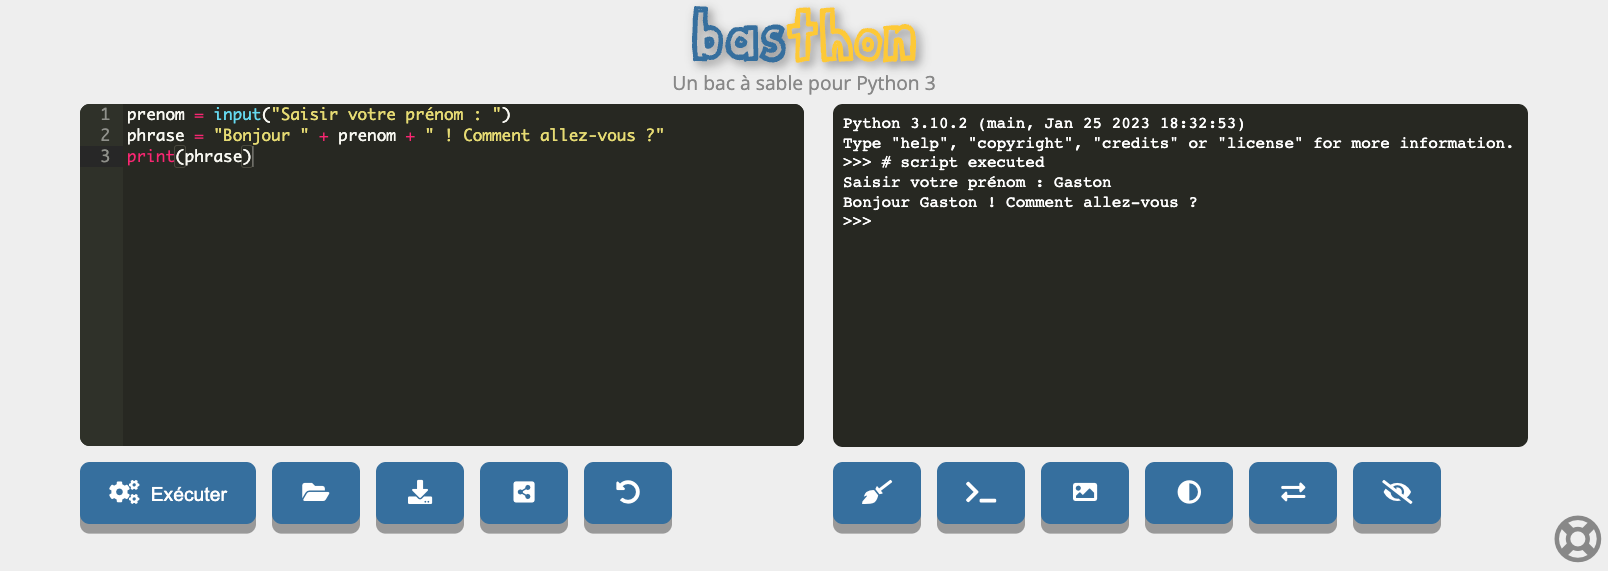 basthon
Un bac à sable pour Python 3
1 prenom = input("Saisir votre prénom : ")
2 phrase = "Bonjour " + prenom + " ! Comment allez-vous ?"
3 print(phrase)
Python 3.10.2 (main, Jan 25 2023 18:32:53)
Type "help", "copyright", "credits" or "license" for more information.
>>> # script executed
Saisir votre prénom : Gaston
Bonjour Gaston ! Comment allez-vous ?
>>>
Exécuter